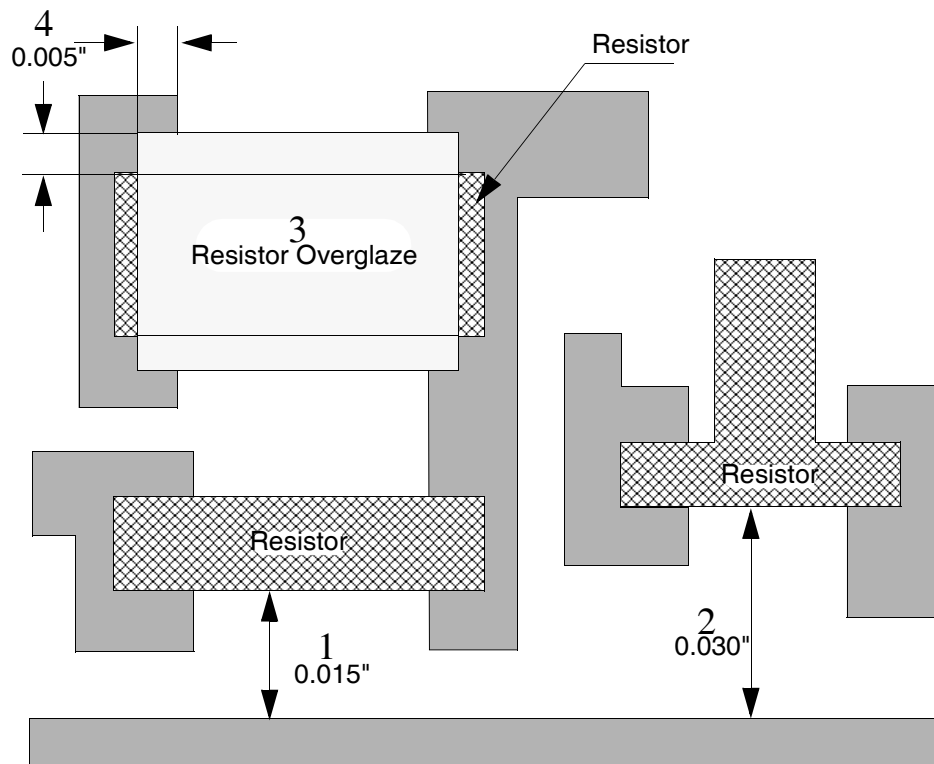 4
0.005"
Resistor
3
Resistor Overglaze
Resistor
Resistor
1
0.015"
2
0.030"